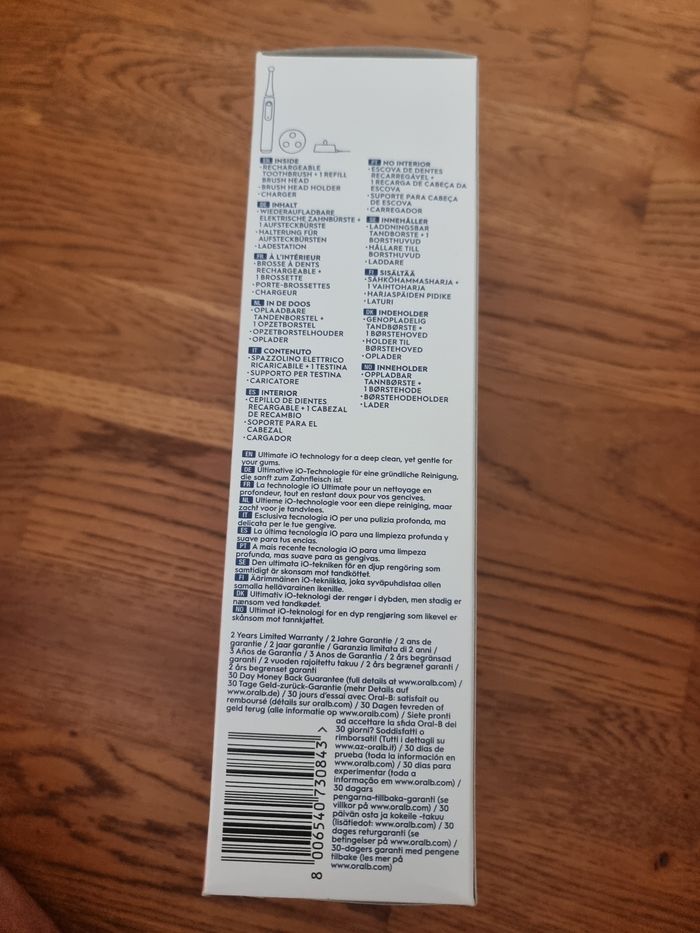 EN INSIDE
·RECHARGEABLE
TOOTHBRUSH + 1 REFILL
BRUSH HEAD
·BRUSH HEAD HOLDER
·CHARGER
DE INHALT
·WIEDERAUFLADBARE
ELEKTRISCHE ZAHNBÜRSTE +
1 AUFSTECKBÜRSTE
·HALTERUNG FÜR
AUFSTECKBÜRSTEN
·LADESTATION
FR À L'INTÉRIEUR
·BROSSE À DENTS
RECHARGEABLE +
1 BROSSETTE
·PORTE-BROSSETTES
·CHARGEUR
NL IN DE DOOS
·OPLAADBARE
TANDENBORSTEL +
1 OPZETBORSTEL
·OPZETBORSTELHOUDER
·OPLADER
IT CONTENUTO
·SPAZZOLINO ELETTRICO
RICARICABILE + 1 TESTINA
·SUPPORTO PER TESTINA
·CARICATORE
ES INTERIOR
·CEPILLO DE DIENTES
RECARGABLE + 1 CABEZAL
DE RECAMBIO
·SOPORTE PARA EL
CABEZAL
·CARGADOR
PT NO INTERIOR
·ESCOVA DE DENTES
RECARREGÁVEL +
1 RECARGA DE CABEÇA DA
ESCOVA
·SUPORTE PARA CABEÇA
DE ESCOVA
·CARREGADOR
SE INNEHÅLLER
·LADDNINGSBAR
TANDBORSTE + 1
BORSTHUVUD
·HÅLLARE TILL
BORSTHUVUD
·LADDARE
FI SISÄLTÄÄ
·SÄHKÖHAMMASHARJA +
1 VAIHTOHARJA
·HARJASPÄIDEN PIDIKE
·LATURI
DK INDEHOLDER
·GENOPLADELIG
TANDBØRSTE +
1 BØRSTEHOVED
·HOLDER TIL
BØRSTEHOVED
·OPLADER
NO INNEHOLDER
·OPPLADBAR
TANNBØRSTE +
1 BØRSTEHODE
·BØRSTEHODEHOLDER
·LADER
EN Ultimate iO technology for a deep clean, yet gentle for
your gums.
DE Ultimative iO-Technologie für eine gründliche Reinigung,
die sanft zum Zahnfleisch ist.
FR La technologie iO Ultimate pour un nettoyage en
profondeur, tout en restant doux pour vos gencives.
NL Ultieme iO-technologie voor een diepe reiniging, maar
zacht voor je tandvlees.
IT Esclusiva tecnologia iO per una pulizia profonda, ma
delicata per le tue gengive.
ES La última tecnología iO para una limpieza profunda y
suave para tus encías.
PT A mais recente tecnologia iO para uma limpeza
profunda, mas suave para as gengivas.
SE Den ultimata iO-tekniken för en djup rengöring som
samtidigt är skonsam mot tandköttet.
FI Äärimmäinen iO-tekniikka, joka syväpuhdistaa ollen
samalla hellävarainen ikenille.
DK Ultimativ iO-teknologi der rengør i dybden, men stadig er
nænsom ved tandkødet.
NO Ultimat iO-teknologi for en dyp rengjøring som likevel er
skånsom mot tannkjøttet.
2 Years Limited Warranty / 2 Jahre Garantie / 2 ans de
garantie / 2 jaar garantie / Garanzia limitata di 2 anni /
3 Años de Garantía / 3 Anos de Garantia / 2 års begränsad
garanti / 2 vuoden rajoitettu takuu / 2 års begrænset garanti /
2 års begrenset garanti
30 Day Money Back Guarantee (full details at www.oralb.com) /
30 Tage Geld-zurück-Garantie (mehr Details auf
www.oralb.de) / 30 jours d'essai avec Oral-B: satisfait ou
remboursé (détails sur oralb.com) / 30 Dagen tevreden of
geld terug (alle informatie op www.oralb.com) / Siete pronti
ad accettare la sfida Oral-B dei
30 giorni? Soddisfatti o
rimborsati! (Tutti i dettagli su
www.az-oralb.it) / 30 días de
prueba (toda la información en
www.oralb.com) / 30 dias para
experimentar (toda a
informação em www.oralb.com) /
30 dagars
pengarna-tillbaka-garanti (se
villkor på www.oralb.com) / 30
päivän osta ja kokeile -takuu
(lisätiedot: www.oralb.com) / 30
dages returgaranti (se
betingelser på www.oralb.com) /
30-dagers garanti med pengene
tilbake (les mer på
www.oralb.com)
8 006540 730843 >